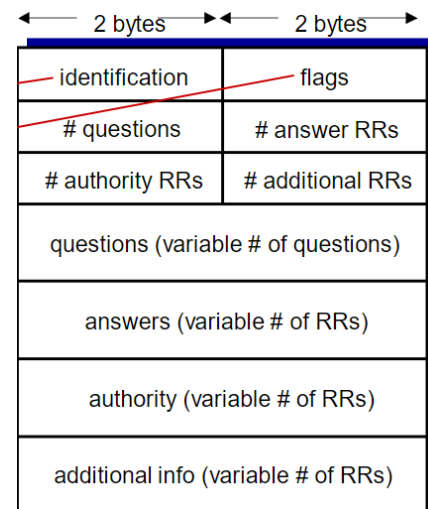 2 bytes 2 bytes
identification flags
# questions # answer RRs
# authority RRs # additional RRs
questions (variable # of questions)
answers (variable # of RRs)
authority (variable # of RRs)
additional info (variable # of RRs)